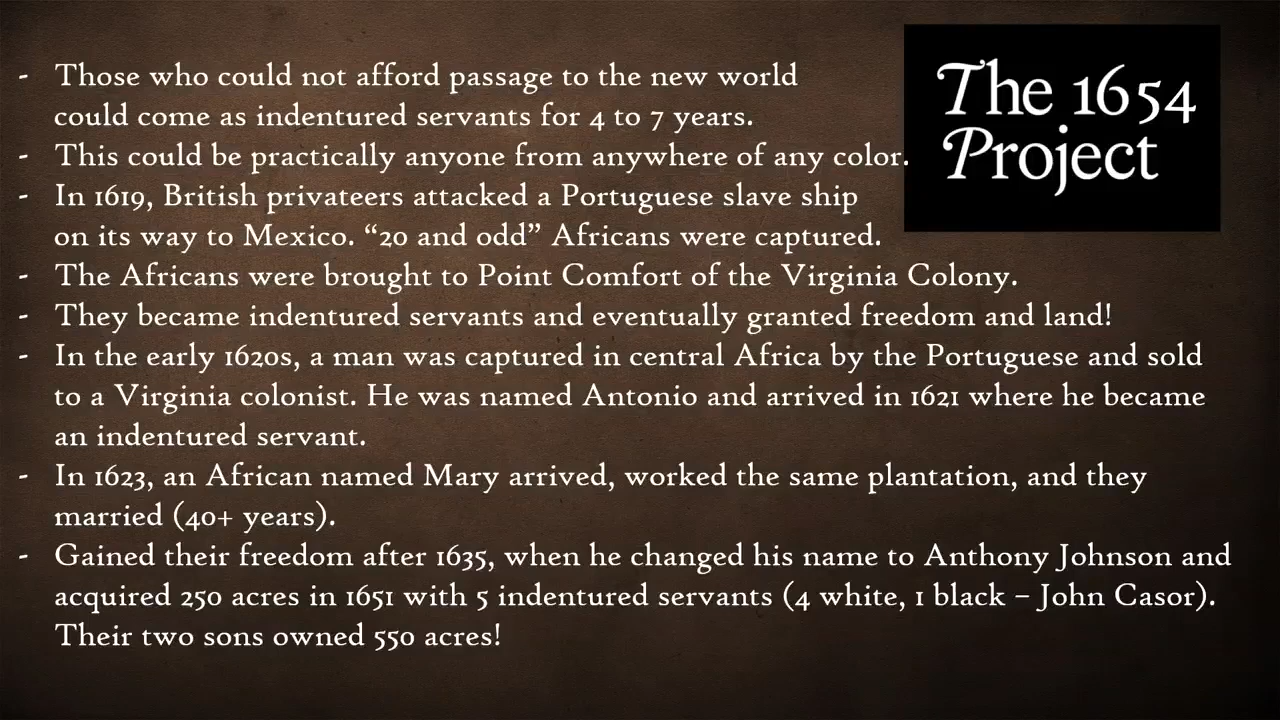 The 1654
Project
- Those who could not afford passage to the new world
could come as indentured servants for 4 to 7 years.
- This could be practically anyone from anywhere of any color.
- In 1619, British privateers attacked a Portuguese slave ship
on its way to Mexico. “20 and odd” Africans were captured.
- The Africans were brought to Point Comfort of the Virginia Colony.
- They became indentured servants and eventually granted freedom and land!
- In the early 1620s, a man was captured in central Africa by the Portuguese and sold
to a Virginia colonist. He was named Antonio and arrived in 1621 where he became
an indentured servant.
- In 1623, an African named Mary arrived, worked the same plantation, and they
married (40+ years).
- Gained their freedom after 1635, when he changed his name to Anthony Johnson and
acquired 250 acres in 1651 with 5 indentured servants (4 white, 1 black – John Casor).
Their two sons owned 550 acres!